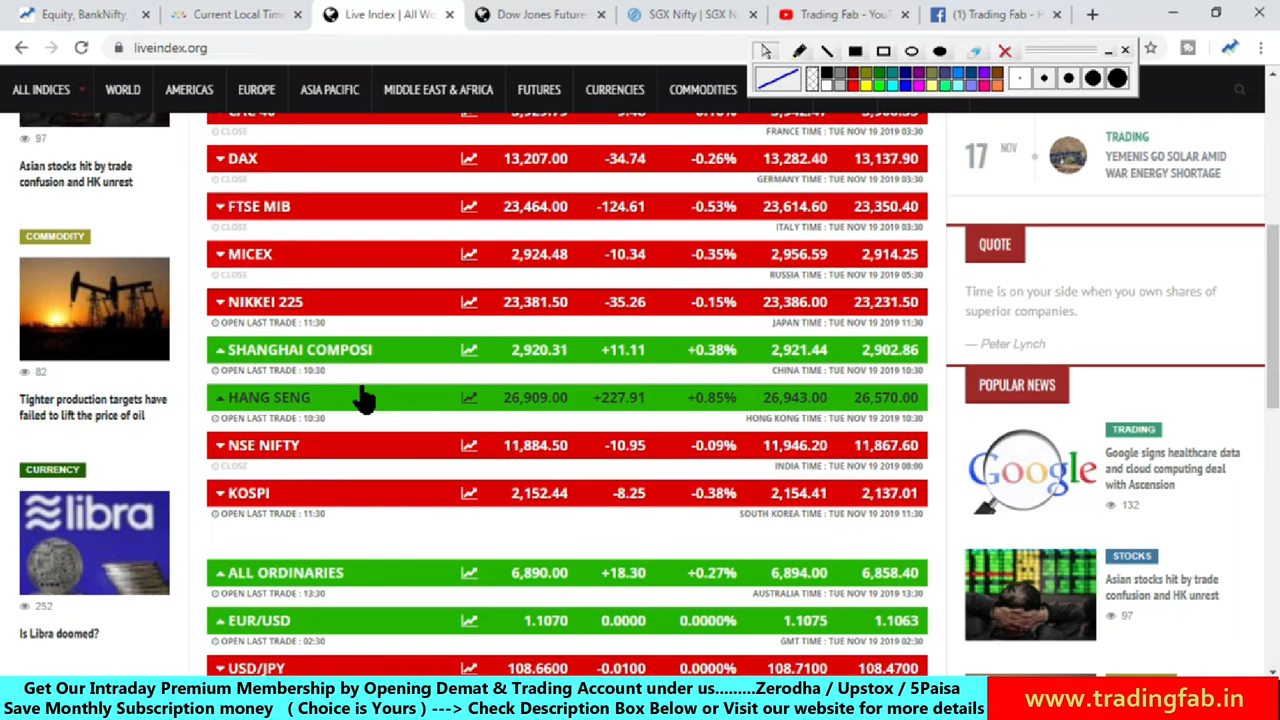 Equity, BankNifty,
Current Local Tim
Live Index | All Wo
Dow Jones Future
SGX Nifty | SGX N
Trading Fab - You
(1) Trading Fab - H
liveindex.org
ALL INDICES
WORLD
AMERICAS
EUROPE
ASIA PACIFIC
MIDDLE EAST & AFRICA
FUTURES
CURRENCIES
COMMODITIES
97
Asian stocks hit by trade
confusion and HK unrest
COMMODITY
82
Tighter production targets have
failed to lift the price of oil
CURRENCY
libra
252
Is Libra doomed?
CLOSE FRANCE TIME : TUE NOV 19 2019 03:30
DAX 13,207.00 -34.74 -0.26% 13,282.40 13,137.90
CLOSE GERMANY TIME : TUE NOV 19 2019 03:30
FTSE MIB 23,464.00 -124.61 -0.53% 23,614.60 23,350.40
CLOSE ITALY TIME : TUE NOV 19 2019 03:30
MICEX 2,924.48 -10.34 -0.35% 2,956.59 2,914.25
CLOSE RUSSIA TIME : TUE NOV 19 2019 05:30
NIKKEI 225 23,381.50 -35.26 -0.15% 23,386.00 23,231.50
OPEN LAST TRADE : 11:30 JAPAN TIME : TUE NOV 19 2019 11:30
SHANGHAI COMPOSI 2,920.31 +11.11 +0.38% 2,921.44 2,902.86
OPEN LAST TRADE : 10:30 CHINA TIME : TUE NOV 19 2019 10:30
HANG SENG 26,909.00 +227.91 +0.85% 26,943.00 26,570.00
OPEN LAST TRADE : 10:30 HONG KONG TIME : TUE NOV 19 2019 10:30
NSE NIFTY 11,884.50 -10.95 -0.09% 11,946.20 11,867.60
CLOSE INDIA TIME : TUE NOV 19 2019 08:00
KOSPI 2,152.44 -8.25 -0.38% 2,154.41 2,137.01
OPEN LAST TRADE : 11:30 SOUTH KOREA TIME : TUE NOV 19 2019 11:30
ALL ORDINARIES 6,890.00 +18.30 +0.27% 6,894.00 6,858.40
OPEN LAST TRADE : 13:30 AUSTRALIA TIME : TUE NOV 19 2019 13:30
EUR/USD 1.1070 0.0000 0.0000% 1.1075 1.1063
OPEN LAST TRADE : 02:30 GMT TIME : TUE NOV 19 2019 02:30
USD/JPY 108.6600 -0.0100 0.0000% 108.7100 108.4700
17 NOV
TRADING
YEMENIS GO SOLAR AMID
WAR ENERGY SHORTAGE
QUOTE
Time is on your side when you own shares of
superior companies.
— Peter Lynch
POPULAR NEWS
Google
TRADING
Google signs healthcare data
and cloud computing deal
with Ascension
132
STOCKS
Asian stocks hit by trade
confusion and HK unrest
97
Get Our Intraday Premium Membership by Opening Demat & Trading Account under us.........Zerodha / Upstox / 5Paisa
Save Monthly Subscription money ( Choice is Yours ) ---> Check Description Box Below or Visit our website for more details
www.tradingfab.in